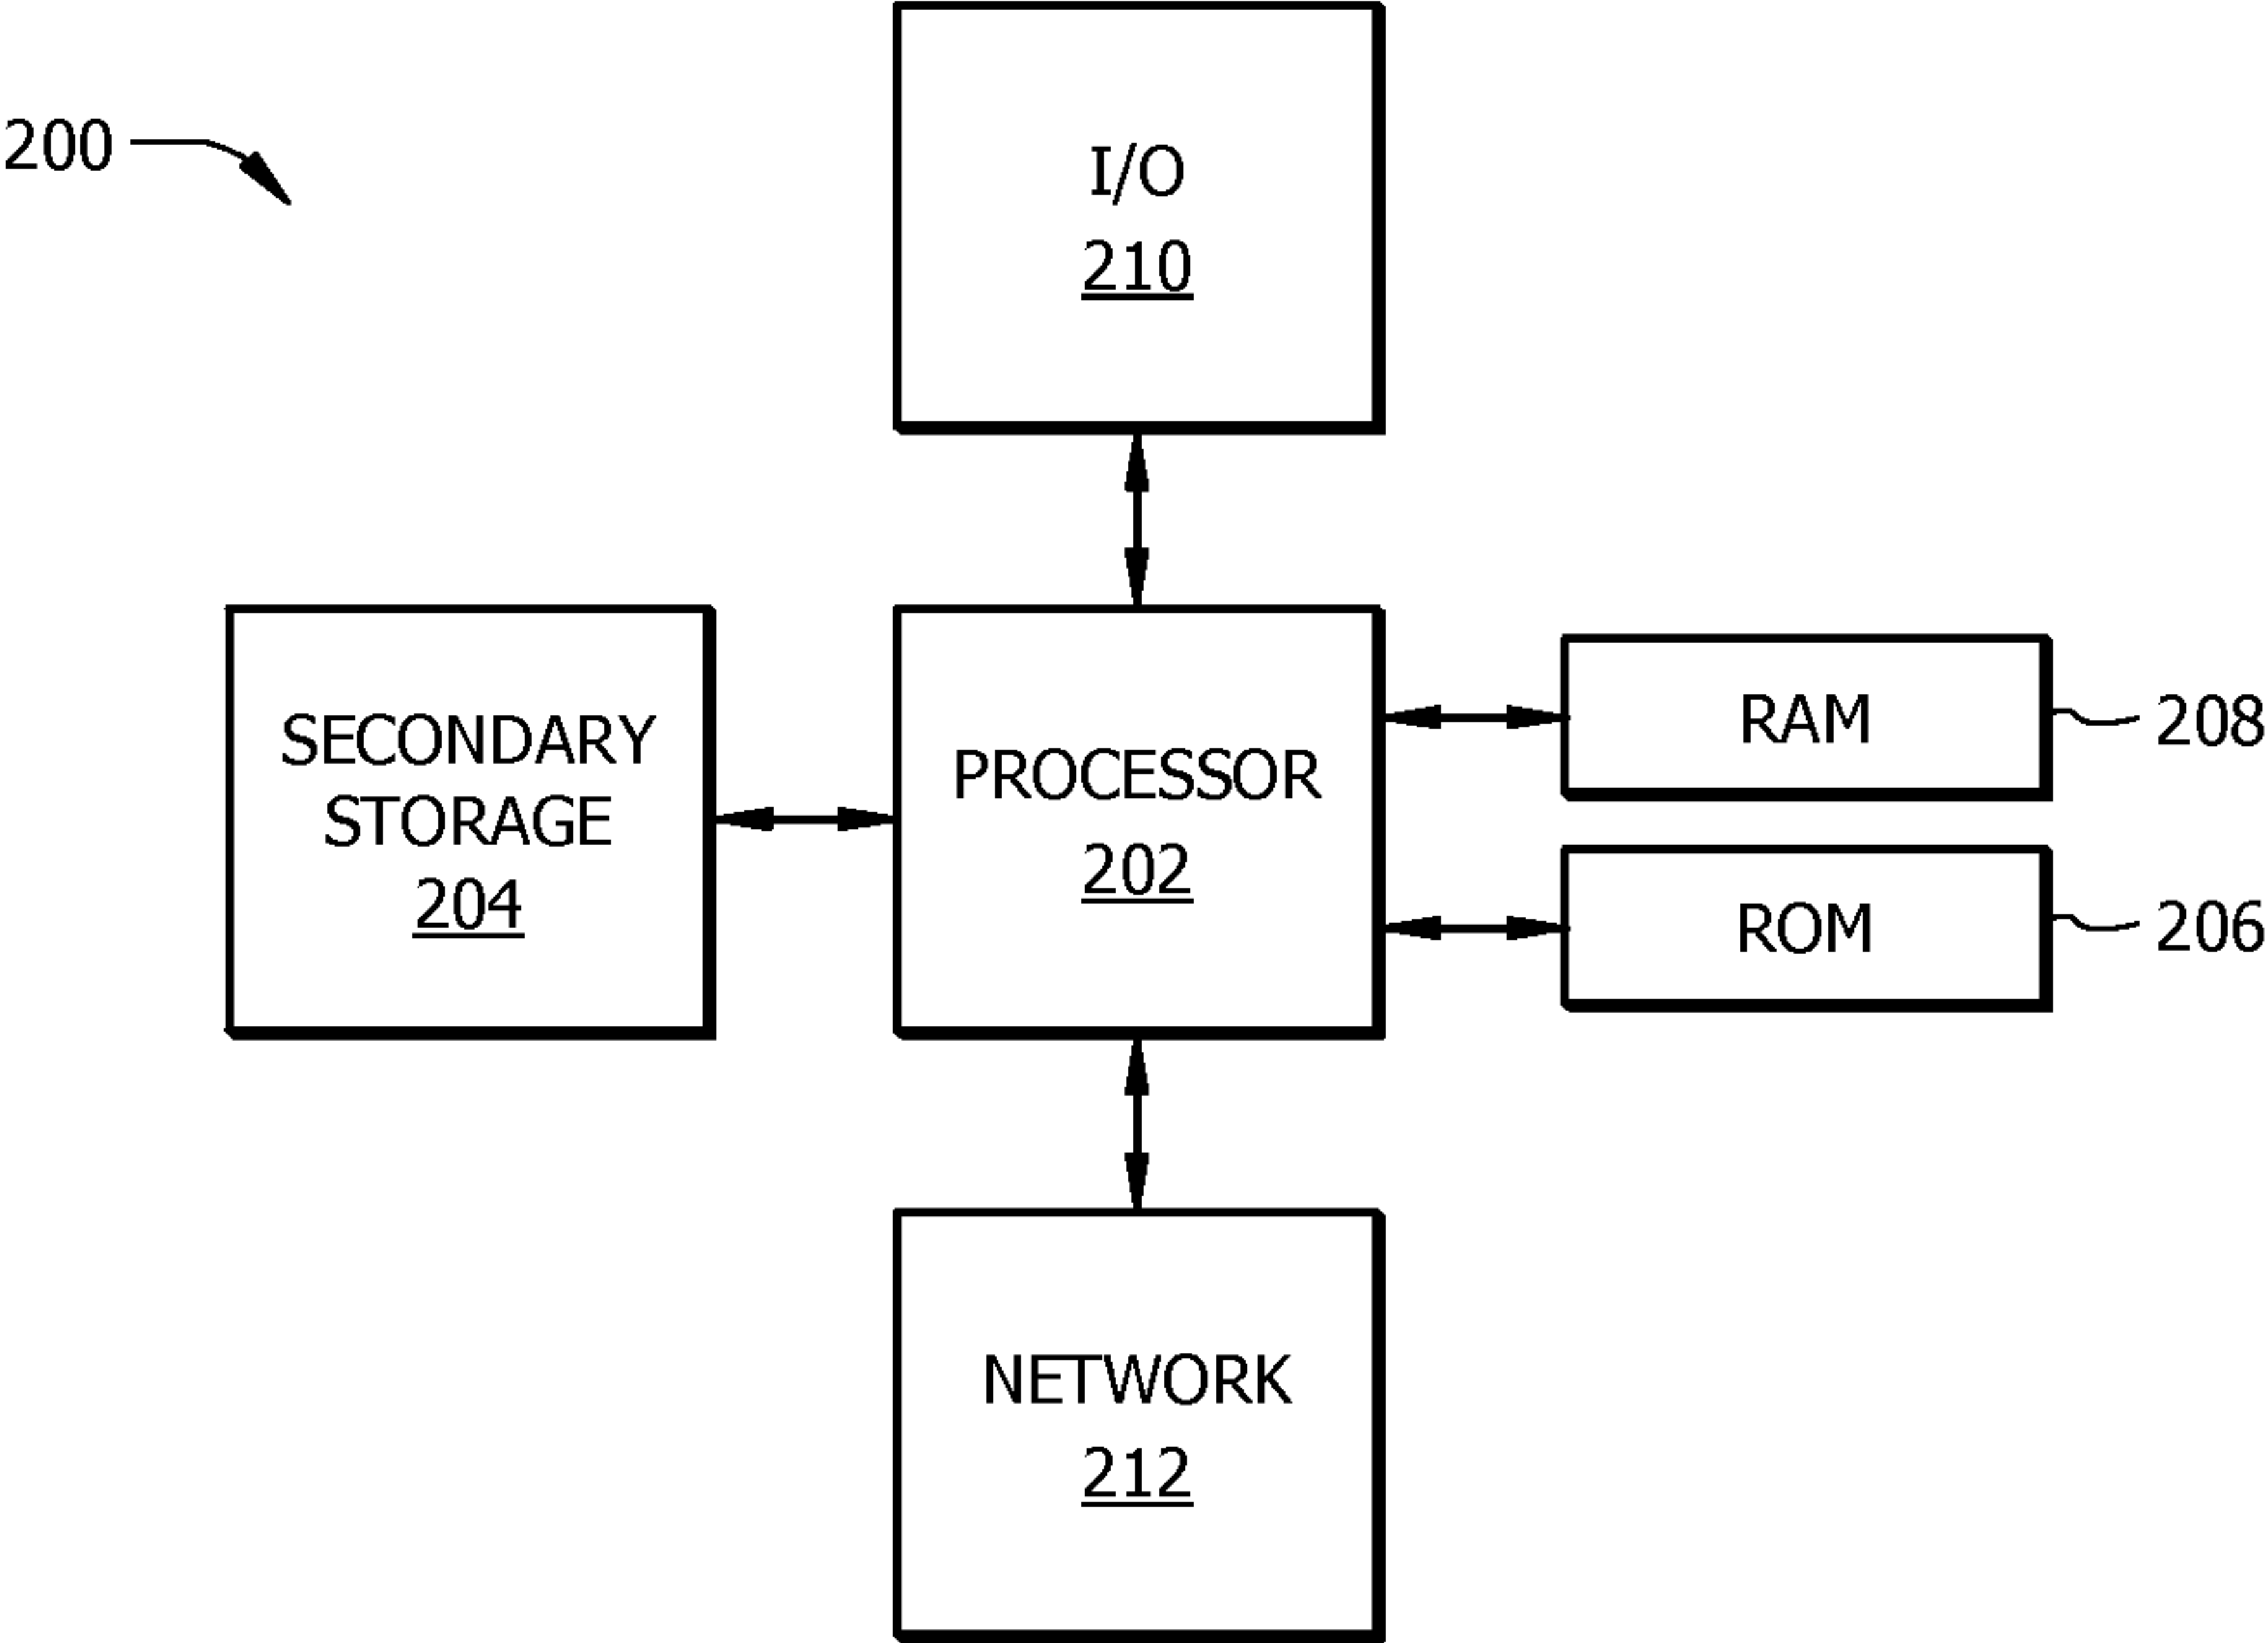 200
I/O
210
SECONDARY
STORAGE
204
PROCESSOR
202
RAM
208
ROM
206
NETWORK
212